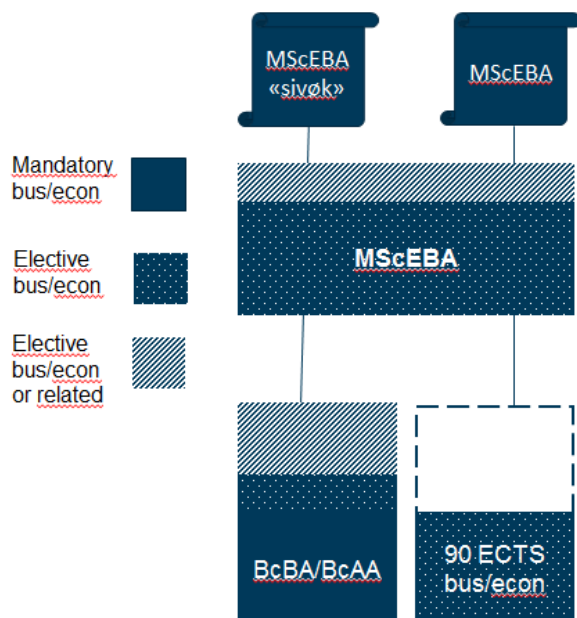 MScEBA
«sivøk»
MScEBA
Mandatory
bus/econ
MScEBA
Elective
bus/econ
Elective
bus/econ
or related
BcBA/BcAA
90 ECTS
bus/econ